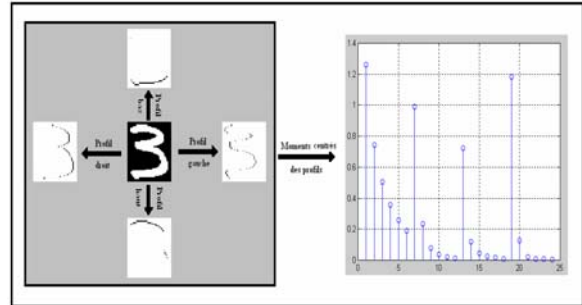 Profil
bas
Profil
droit
3
Profil
gauche
Profil
haut
Moments centrés
des profils
1.4
1.2
1
0.8
0.6
0.4
0.2
0
0 5 10 15 20 25